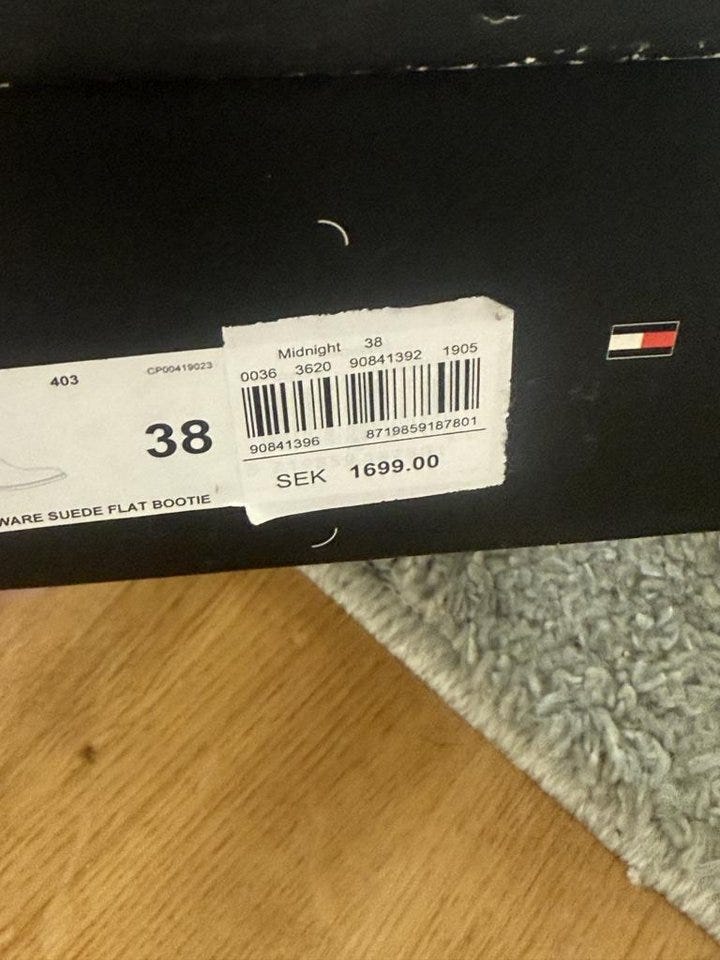 403 CP00419023
38
WARE SUEDE FLAT BOOTIE
Midnight 38
0036 3620 90841392 1905
90841396 8719859187801
SEK 1699.00